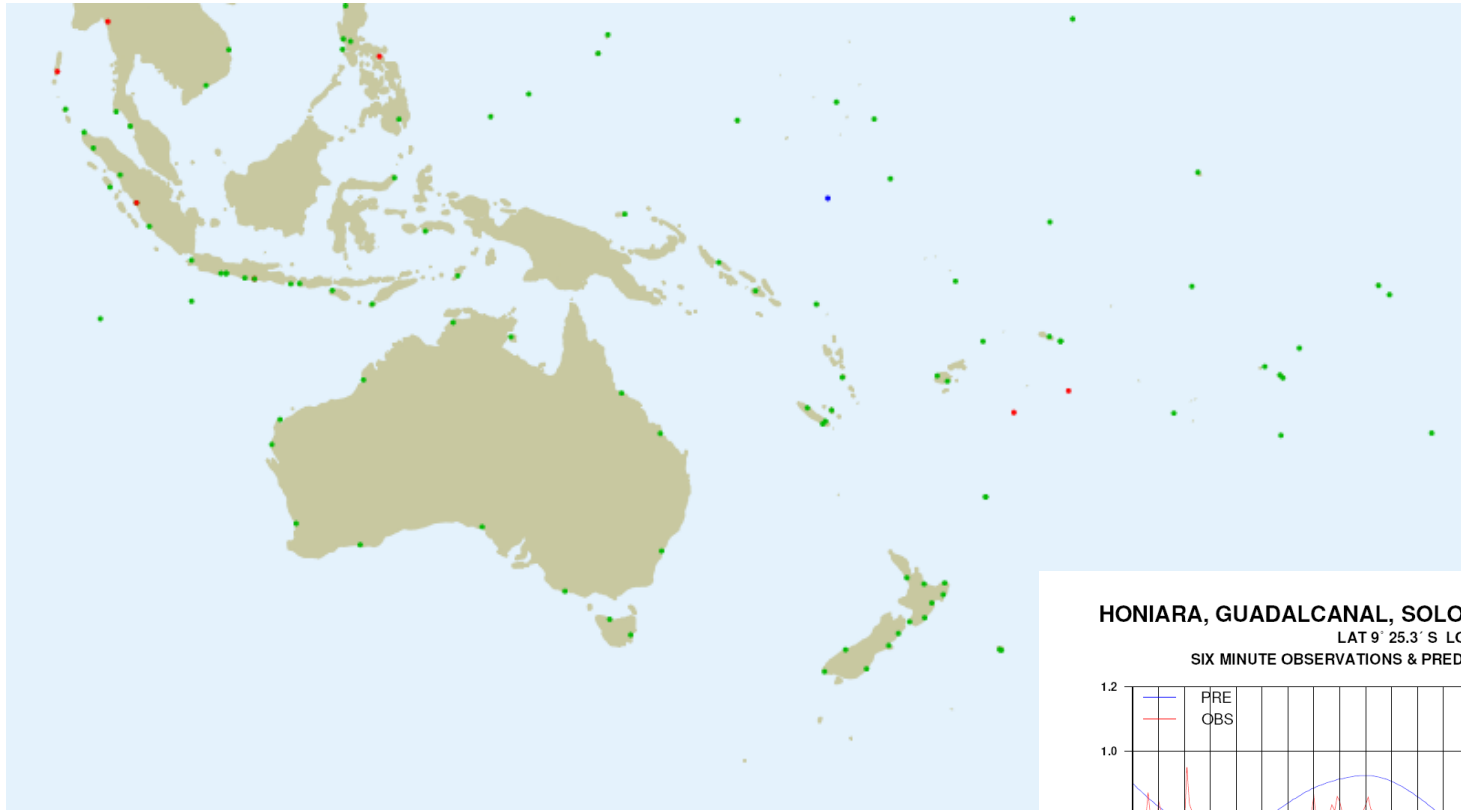 HONIARA, GUADALCANAL, SOLO
LAT 9° 25.3´ S LO
SIX MINUTE OBSERVATIONS & PRED
1.2
PRE
OBS
1.0